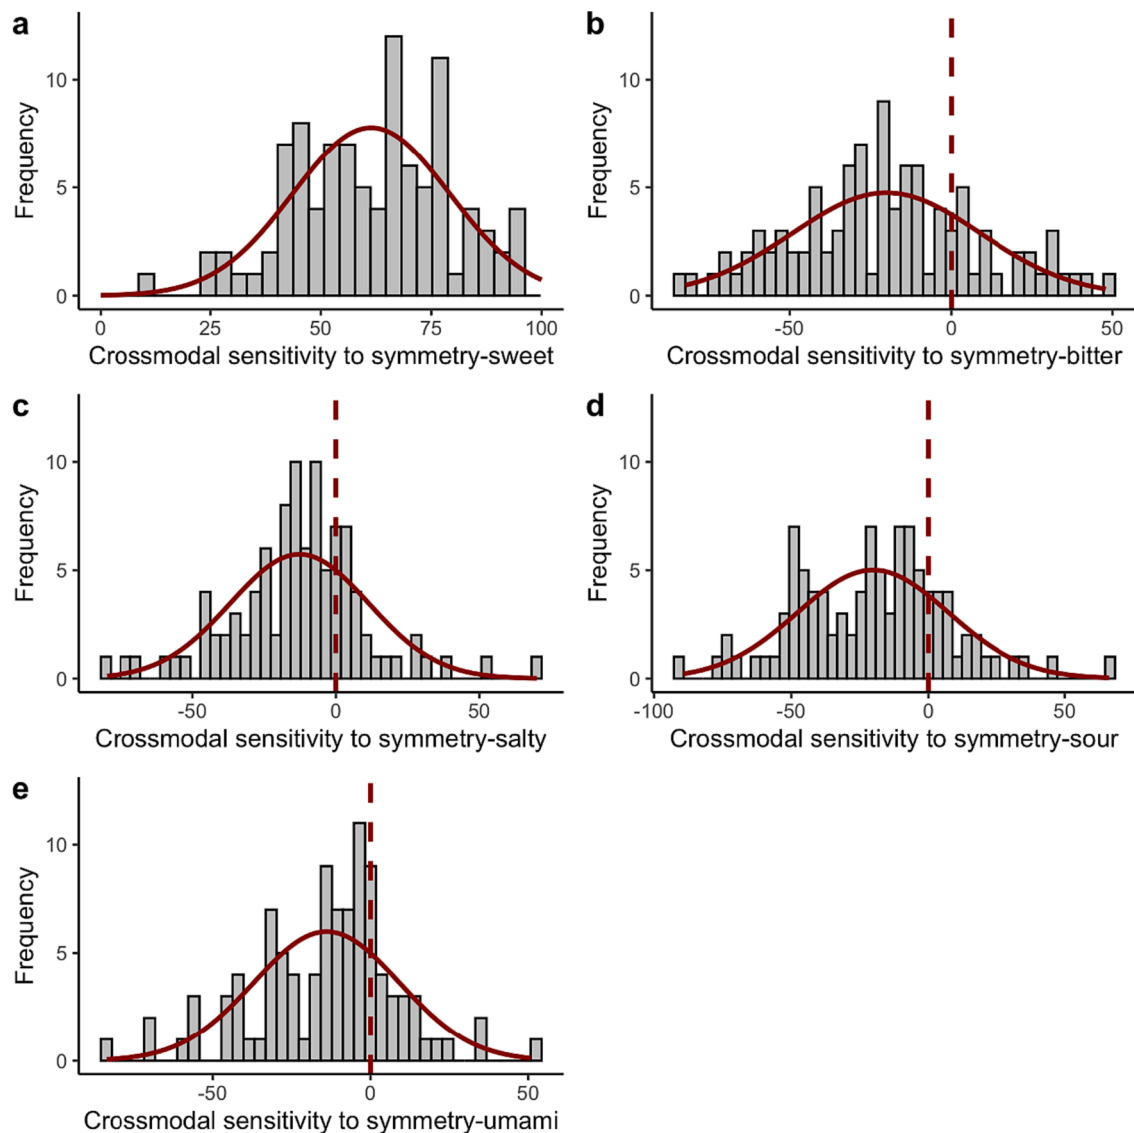 a
b
10
5
0
Frequency
0 25 50 75 100
Crossmodal sensitivity to symmetry-sweet
10
5
0
Frequency
-50 0 50
Crossmodal sensitivity to symmetry-bitter
c
d
10
5
0
Frequency
-50 0 50
Crossmodal sensitivity to symmetry-salty
10
5
0
Frequency
-100 -50 0 50
Crossmodal sensitivity to symmetry-sour
e
10
5
0
Frequency
-50 0 50
Crossmodal sensitivity to symmetry-umami